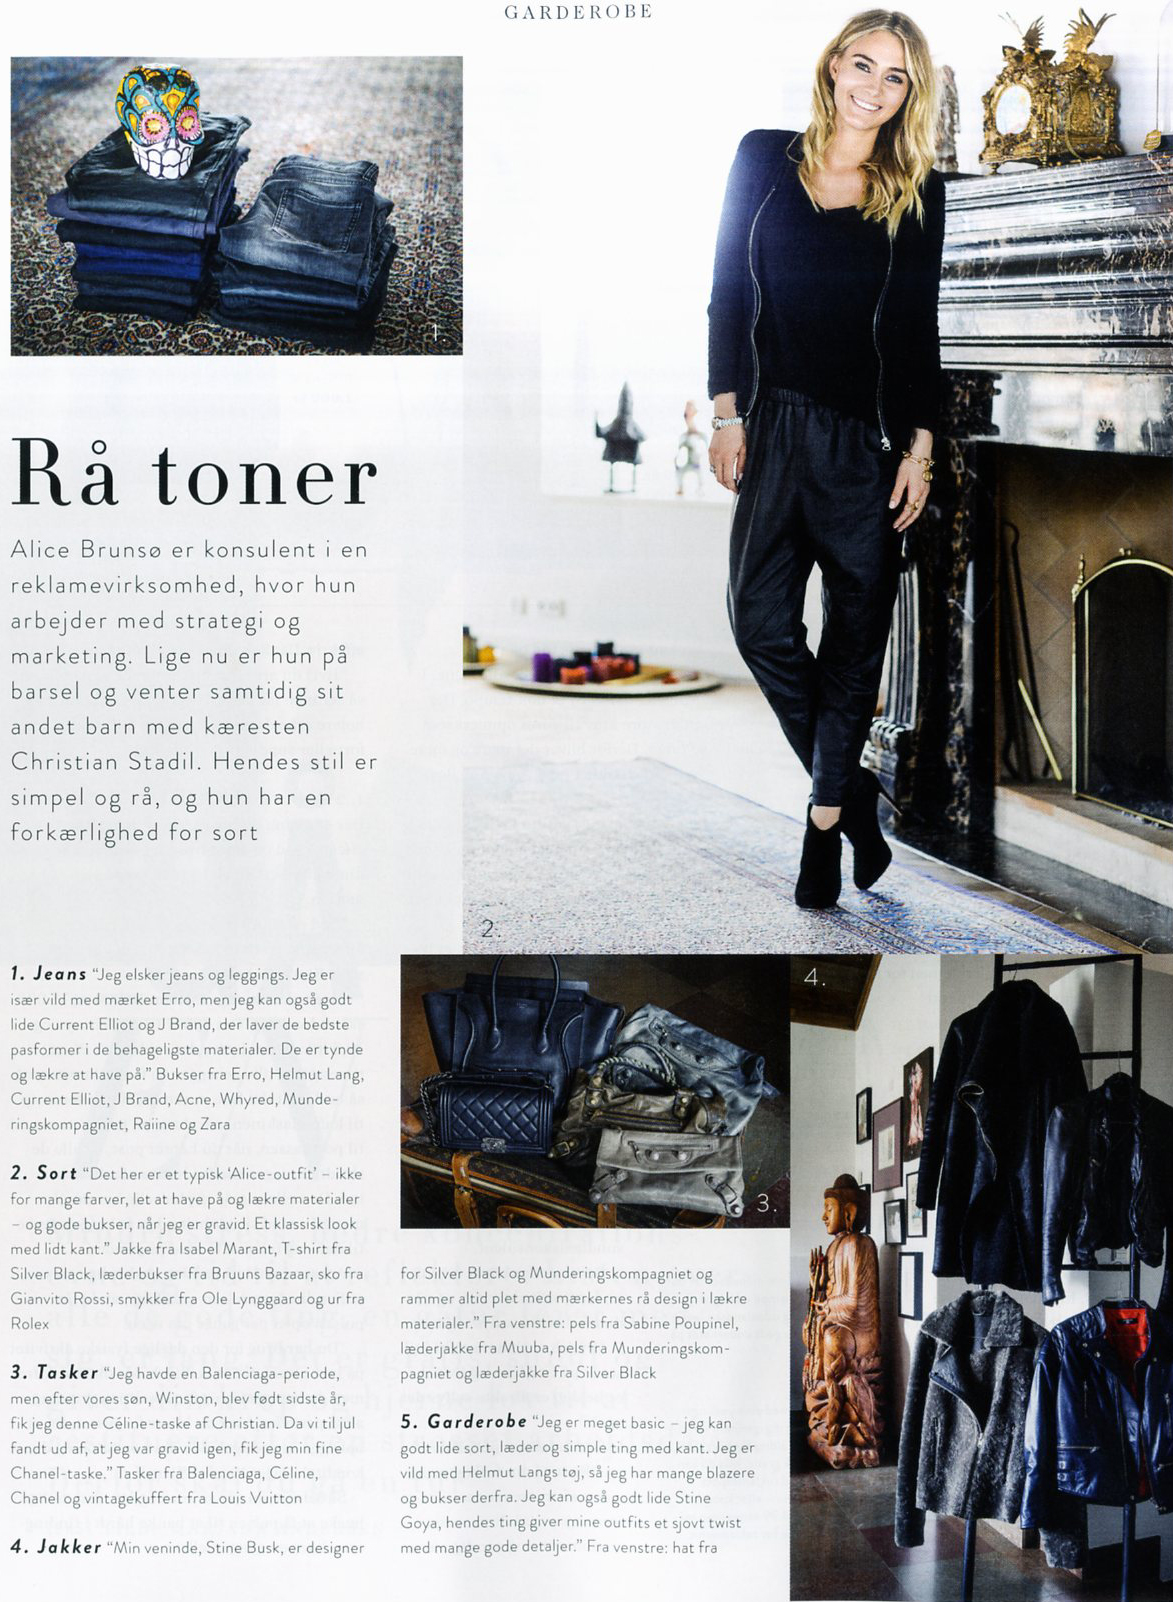 GARDEROBE
1.
Rå toner
Alice Brunsø er konsulent i en
reklamevirksomhed, hvor hun
arbejder med strategi og
marketing. Lige nu er hun på
barsel og venter samtidig sit
andet barn med kæresten
Christian Stadil. Hendes stil er
simpel og rå, og hun har en
forkærlighed for sort
2.
1. Jeans “Jeg elsker jeans og leggings. Jeg er
især vild med mærket Erro, men jeg kan også godt
lide Current Elliot og J Brand, der laver de bedste
pasformer i de behageligste materialer. De er tynde
og lækre at have på.” Bukser fra Erro, Helmut Lang,
Current Elliot, J Brand, Acne, Whyred, Munde-
ringskompagniet, Raiine og Zara
2. Sort “Det her er et typisk ‘Alice-outfit’ – ikke
for mange farver, let at have på og lækre materialer
– og gode bukser, når jeg er gravid. Et klassisk look
med lidt kant.” Jakke fra Isabel Marant, T-shirt fra
Silver Black, læderbukser fra Bruuns Bazaar, sko fra
Gianvito Rossi, smykker fra Ole Lynggaard og ur fra
Rolex
3. Tasker “Jeg havde en Balenciaga-periode,
men efter vores søn, Winston, blev født sidste år,
fik jeg denne Céline-taske af Christian. Da vi til jul
fandt ud af, at jeg var gravid igen, fik jeg min fine
Chanel-taske.” Tasker fra Balenciaga, Céline,
Chanel og vintagekuffert fra Louis Vuitton
4. Jakker “Min veninde, Stine Busk, er designer
3.
4.
for Silver Black og Munderingskompagniet og
rammer altid plet med mærkernes rå design i lækre
materialer.” Fra venstre: pels fra Sabine Poupinel,
læderjakke fra Muuba, pels fra Munderingskom-
pagniet og læderjakke fra Silver Black
5. Garderobe “Jeg er meget basic – jeg kan
godt lide sort, læder og simple ting med kant. Jeg er
vild med Helmut Langs tøj, så jeg har mange blazere
og bukser derfra. Jeg kan også godt lide Stine
Goya, hendes ting giver mine outfits et sjovt twist
med mange gode detaljer.” Fra venstre: hat fra